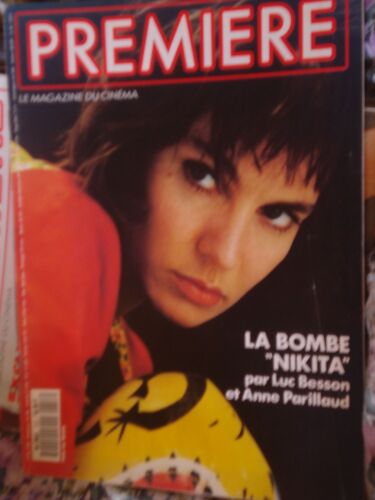 PREMIERE
LE MAGAZINE DU CINÉMA
LA BOMBE
"NIKITA"
par Luc Besson
et Anne Parillaud